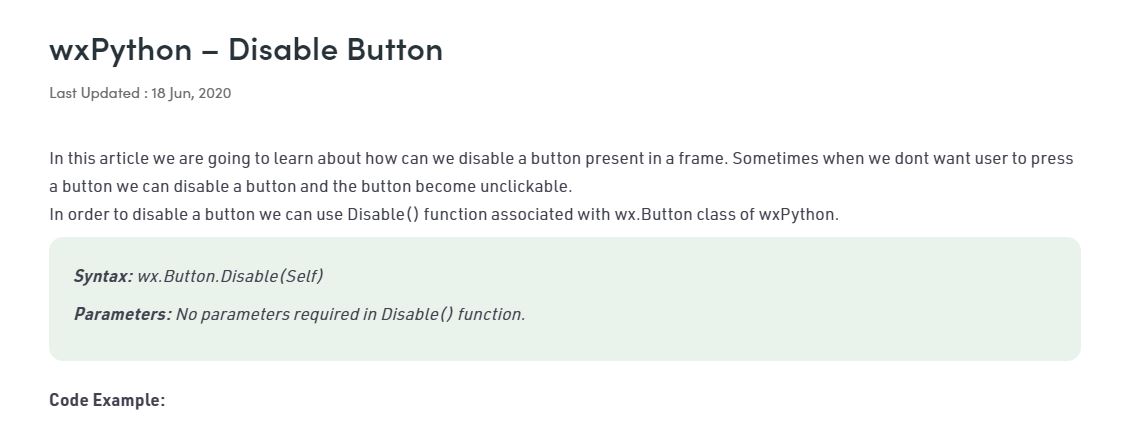 wxPython – Disable Button
Last Updated : 18 Jun, 2020
In this article we are going to learn about how can we disable a button present in a frame. Sometimes when we dont want user to press
a button we can disable a button and the button become unclickable.
In order to disable a button we can use Disable() function associated with wx.Button class of wxPython.
Syntax: wx.Button.Disable(Self)
Parameters: No parameters required in Disable() function.
Code Example: